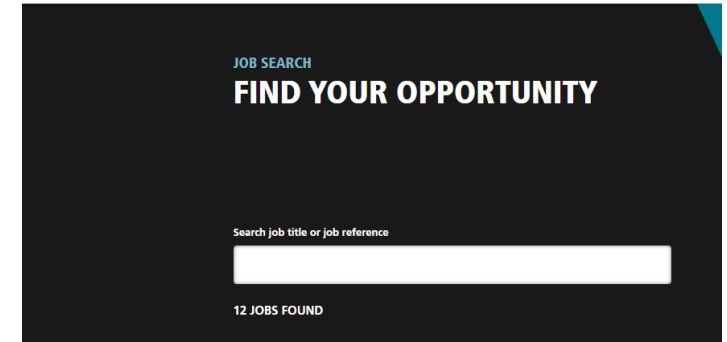 JOB SEARCH
FIND YOUR OPPORTUNITY
Search job title or job reference
12 JOBS FOUND